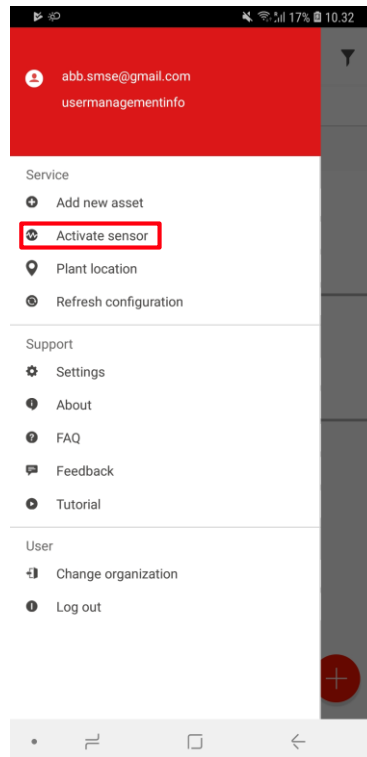 17% 10.32
abb.smse@gmail.com
usermanagementinfo
Service
Add new asset
Activate sensor
Plant location
Refresh configuration
Support
Settings
About
FAQ
Feedback
Tutorial
User
Change organization
Log out